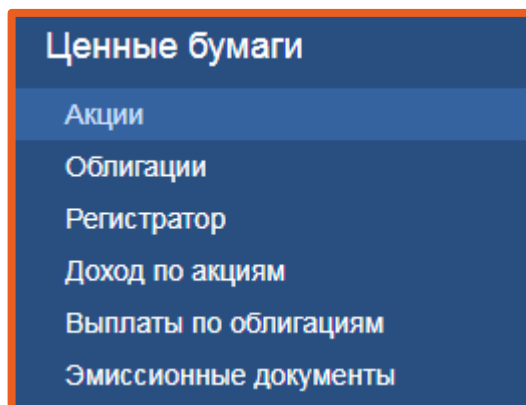 Ценные бумаги
Акции
Облигации
Регистратор
Доход по акциям
Выплаты по облигациям
Эмиссионные документы